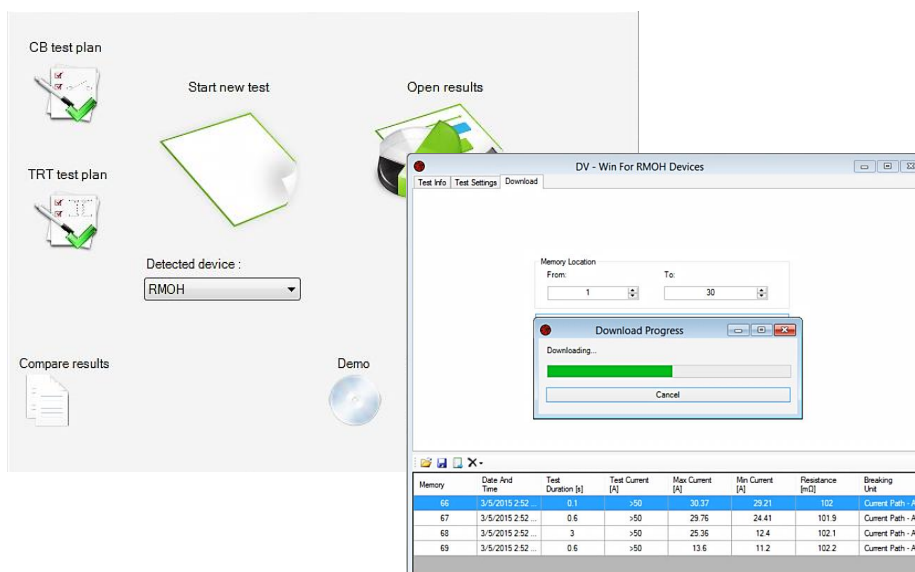 CB test plan
Start new test
Open results
TRT test plan
Detected device :
RMOH
Compare results
Demo
DV - Win For RMOH Devices
Test Info Test Settings Download
Memory Location
From: To:
1 30
Download Progress
Downloading...
Cancel
Memory Date And Time Test Duration [s] Test Current [A] Max Current [A] Min Current [A] Resistance [mΩ] Breaking Unit
66 3/5/2015 2:52 ... 0.1 >50 30.37 29.21 102 Current Path - A
67 3/5/2015 2:52 ... 0.6 >50 29.76 24.41 101.9 Current Path - A
68 3/5/2015 2:52 ... 3 >50 25.36 12.4 102.1 Current Path - A
69 3/5/2015 2:52 ... 0.6 >50 13.6 11.2 102.2 Current Path - A